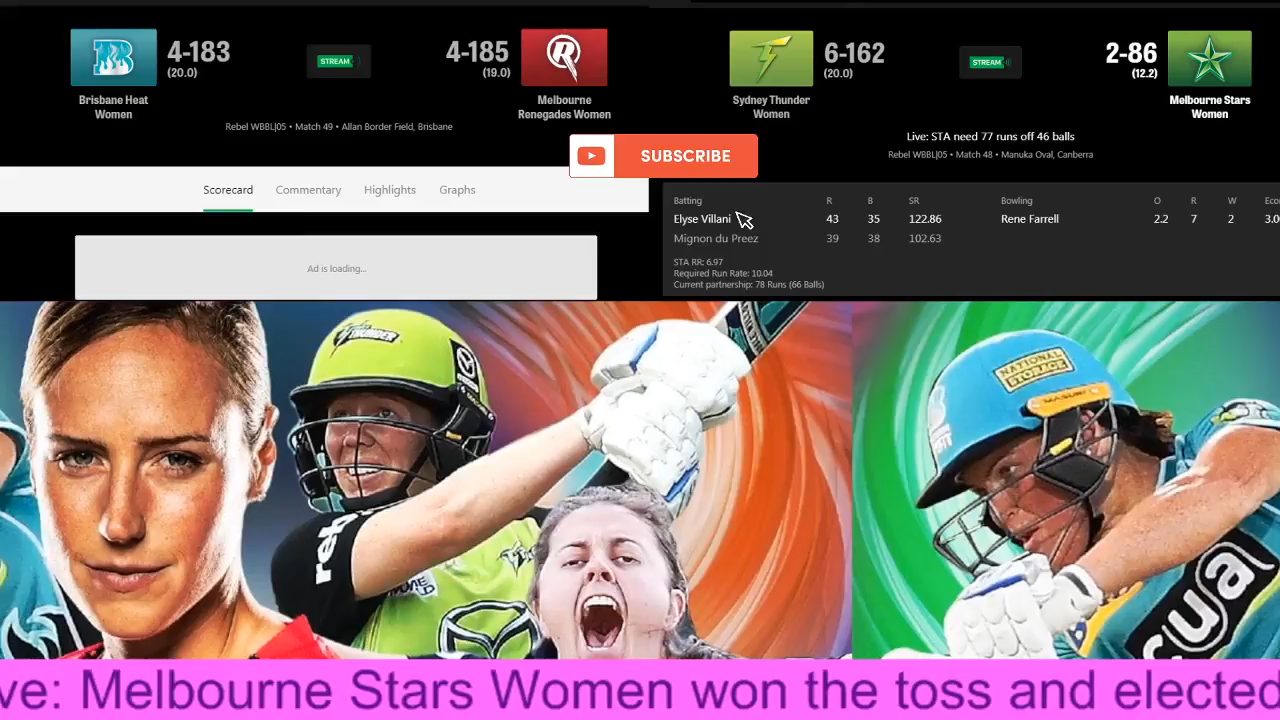 4-183
(20.0)
Brisbane Heat
Women
STREAM
4-185
(19.0)
Melbourne
Renegades Women
Rebel WBBL|05 • Match 49 • Allan Border Field, Brisbane
6-162
(20.0)
Sydney Thunder
Women
STREAM
2-86
(12.2)
Melbourne Stars
Women
Live: STA need 77 runs off 46 balls
Rebel WBBL|05 • Match 48 • Manuka Oval, Canberra
SUBSCRIBE
Scorecard Commentary Highlights Graphs
Ad is loading...
Batting R B SR Bowling O R W Eco
Elyse Villani 43 35 122.86 Rene Farrell 2.2 7 2 3.0
Mignon du Preez 39 38 102.63
STA RR: 6.97
Required Run Rate: 10.04
Current partnership: 78 Runs (66 Balls)
THUNDER
reb
NATIONAL
STORAGE
MASURI
cua
ve: Melbourne Stars Women won the toss and elected